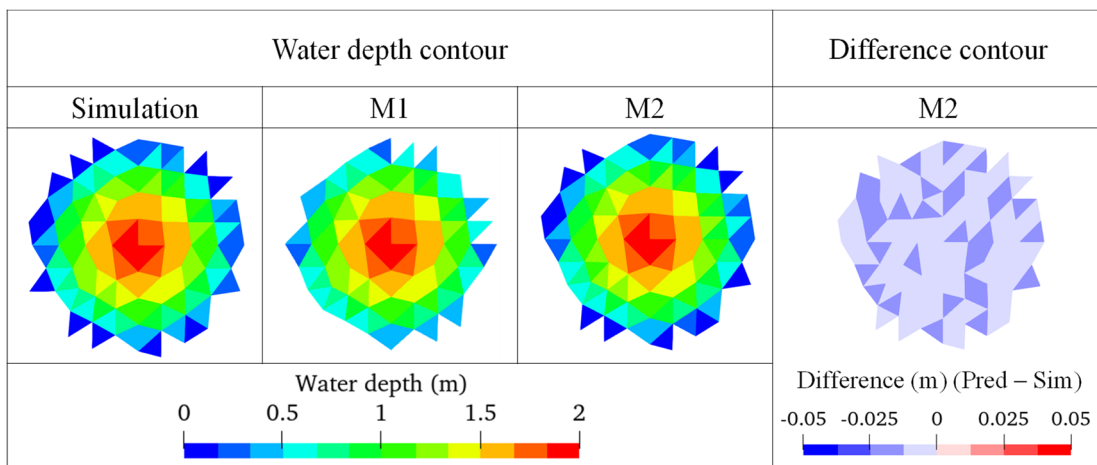 Water depth contour
Difference contour
Simulation
M1
M2
M2
Water depth (m)
0 0.5 1 1.5 2
Difference (m) (Pred – Sim)
-0.05 -0.025 0 0.025 0.05